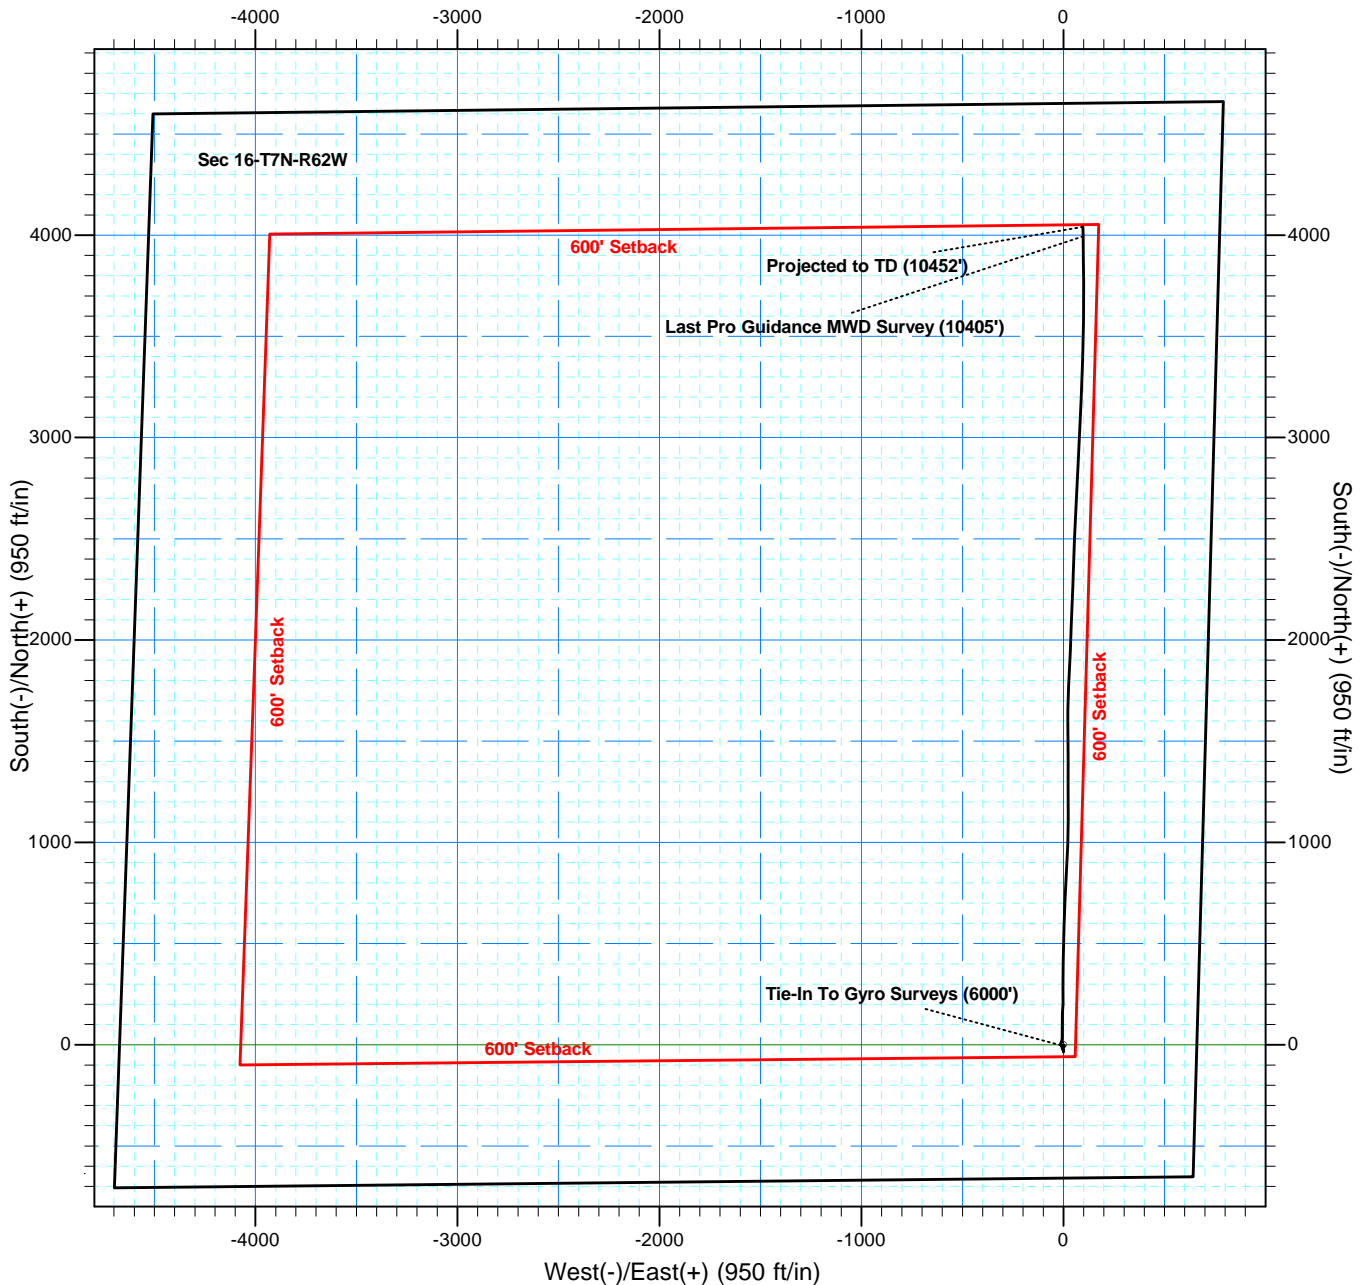 -4000 -3000 -2000 -1000 0
Sec 16-T7N-R62W
4000 4000
600' Setback
Projected to TD (10452')
Last Pro Guidance MWD Survey (10405')
3000 3000
South(-)/North(+) (950 ft/in)
South(-)/North(+) (950 ft/in)
2000 2000
600' Setback
600' Setback
1000 1000
Tie-In To Gyro Surveys (6000')
0 0
600' Setback
-4000 -3000 -2000 -1000 0
West(-)/East(+) (950 ft/in)